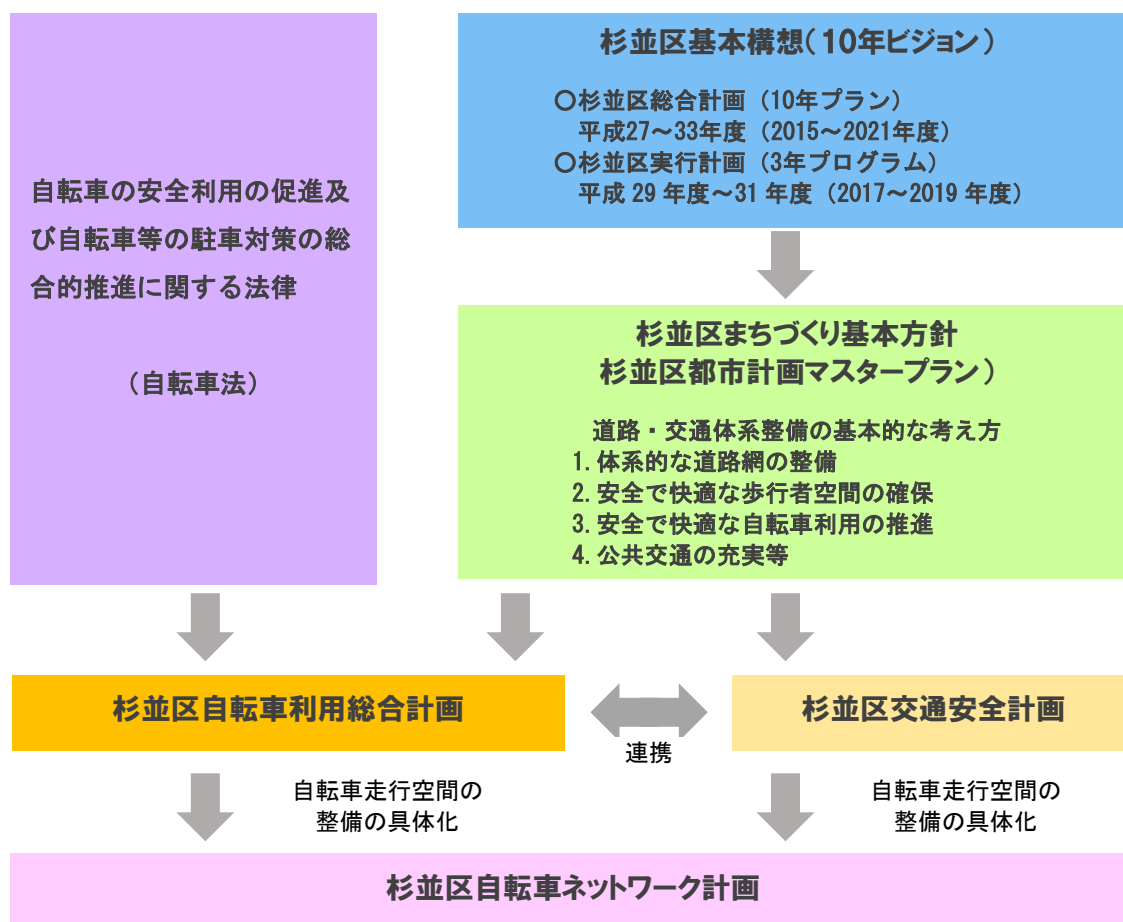 自転車の安全利用の促進及
び自転車等の駐車対策の総
合的推進に関する法律
（自転車法）
杉並区基本構想（10年ビジョン）
〇杉並区総合計画（10年プラン）
平成27～33年度（2015～2021年度）
〇杉並区実行計画（3年プログラム）
平成 29 年度～31 年度（2017～2019 年度）
杉並区まちづくり基本方針
杉並区都市計画マスタープラン）
道路・交通体系整備の基本的な考え方
1. 体系的な道路網の整備
2. 安全で快適な歩行者空間の確保
3. 安全で快適な自転車利用の推進
4. 公共交通の充実等
杉並区自転車利用総合計画
連携
杉並区交通安全計画
自転車走行空間の
整備の具体化
自転車走行空間の
整備の具体化
杉並区自転車ネットワーク計画